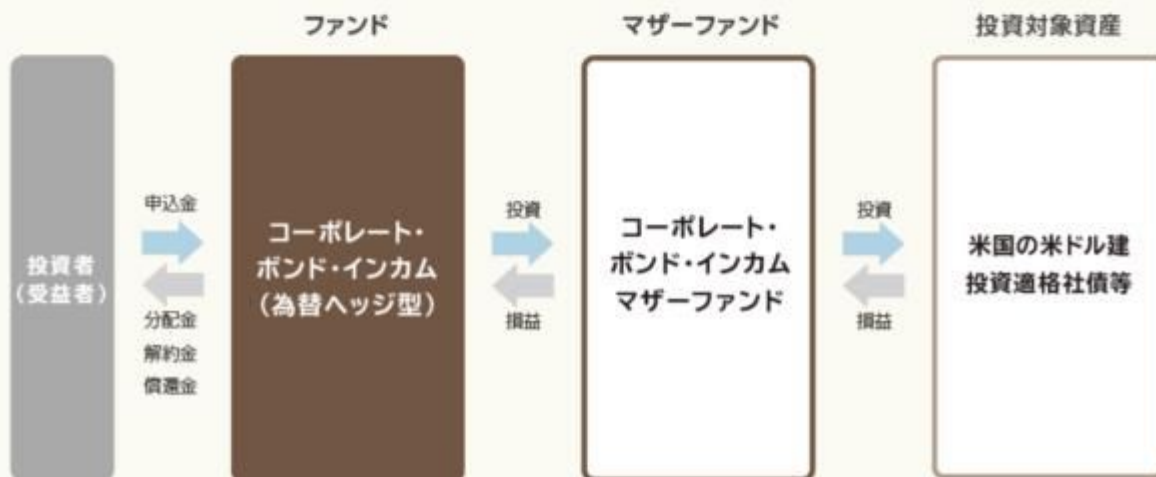 ファンド
マザーファンド
投資対象資産
投資者
（受益者）
申込金
分配金
解約金
償還金
コーポレート・
ボンド・インカム
（為替ヘッジ型）
投資
損益
コーポレート・
ボンド・インカム
マザーファンド
投資
損益
米国の米ドル建
投資適格社債等